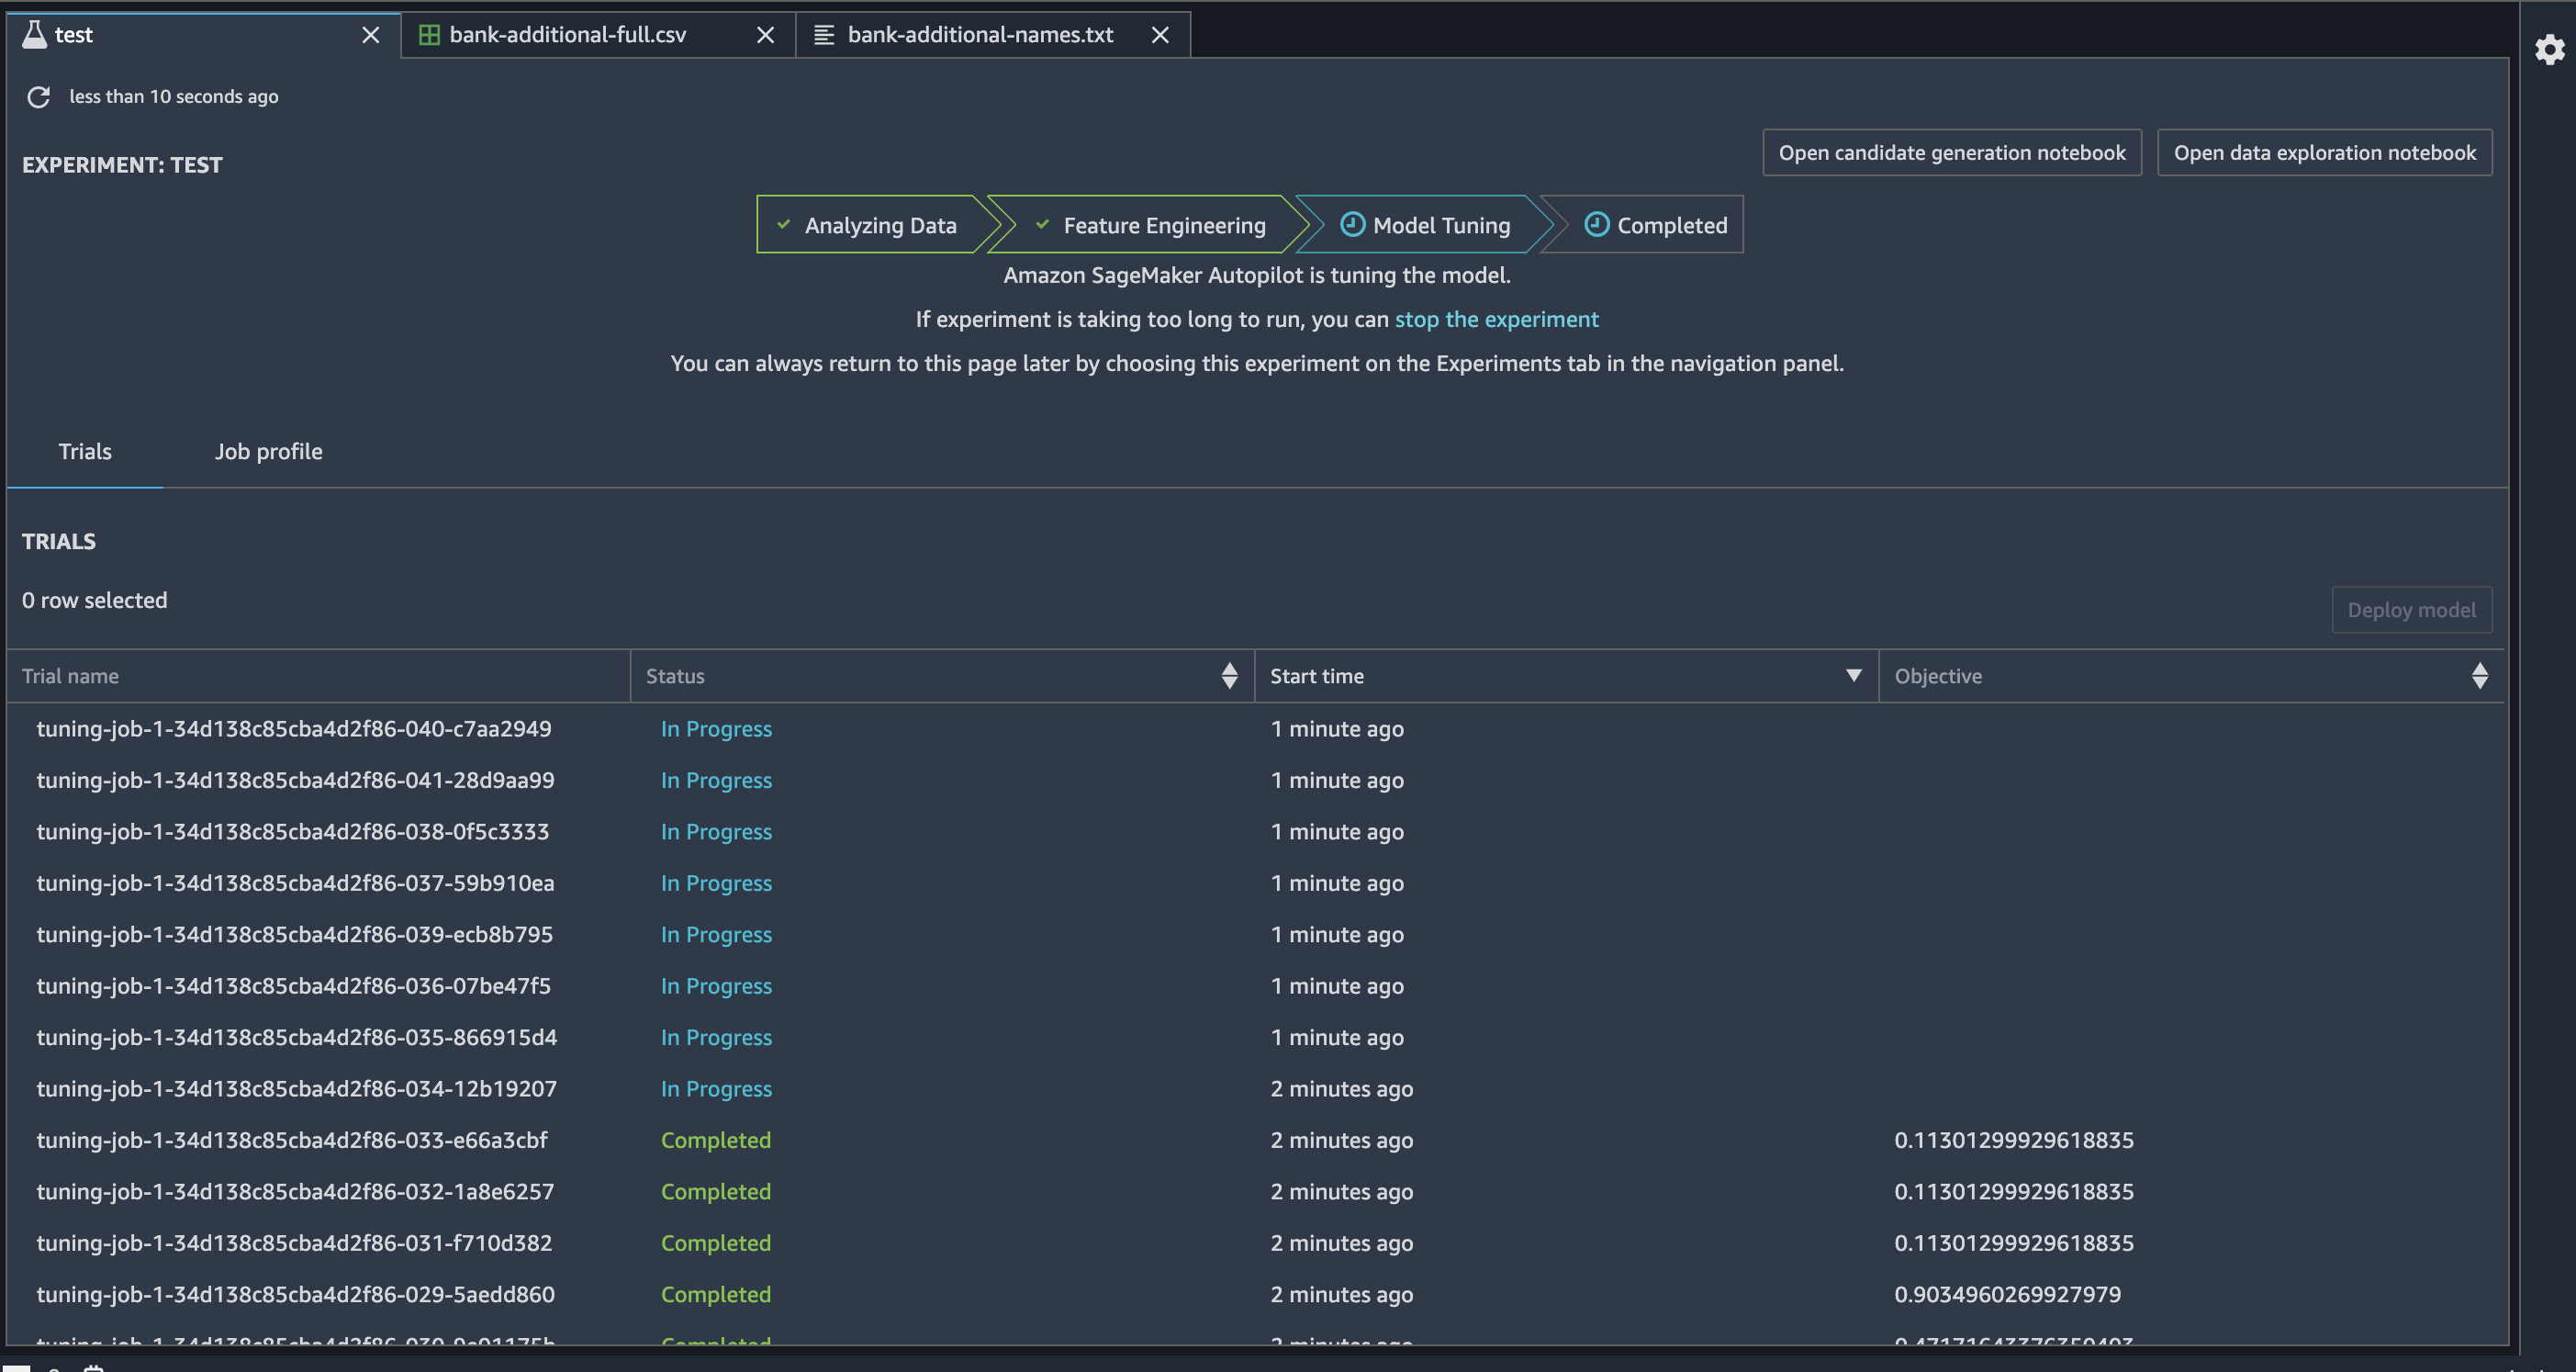 test
bank-additional-full.csv
bank-additional-names.txt
less than 10 seconds ago
Open candidate generation notebook
Open data exploration notebook
EXPERIMENT: TEST
Analyzing Data
Feature Engineering
Model Tuning
Completed
Amazon SageMaker Autopilot is tuning the model.
If experiment is taking too long to run, you can stop the experiment
You can always return to this page later by choosing this experiment on the Experiments tab in the navigation panel.
Trials Job profile
TRIALS
0 row selected
Deploy model
Trial name Status Start time Objective
tuning-job-1-34d138c85cba4d2f86-040-c7aa2949 In Progress 1 minute ago
tuning-job-1-34d138c85cba4d2f86-041-28d9aa99 In Progress 1 minute ago
tuning-job-1-34d138c85cba4d2f86-038-0f5c3333 In Progress 1 minute ago
tuning-job-1-34d138c85cba4d2f86-037-59b910ea In Progress 1 minute ago
tuning-job-1-34d138c85cba4d2f86-039-ecb8b795 In Progress 1 minute ago
tuning-job-1-34d138c85cba4d2f86-036-07be47f5 In Progress 1 minute ago
tuning-job-1-34d138c85cba4d2f86-035-866915d4 In Progress 1 minute ago
tuning-job-1-34d138c85cba4d2f86-034-12b19207 In Progress 2 minutes ago
tuning-job-1-34d138c85cba4d2f86-033-e66a3cbf Completed 2 minutes ago 0.11301299929618835
tuning-job-1-34d138c85cba4d2f86-032-1a8e6257 Completed 2 minutes ago 0.11301299929618835
tuning-job-1-34d138c85cba4d2f86-031-f710d382 Completed 2 minutes ago 0.11301299929618835
tuning-job-1-34d138c85cba4d2f86-029-5aedd860 Completed 2 minutes ago 0.9034960269927979
Completed 2 minutes ago